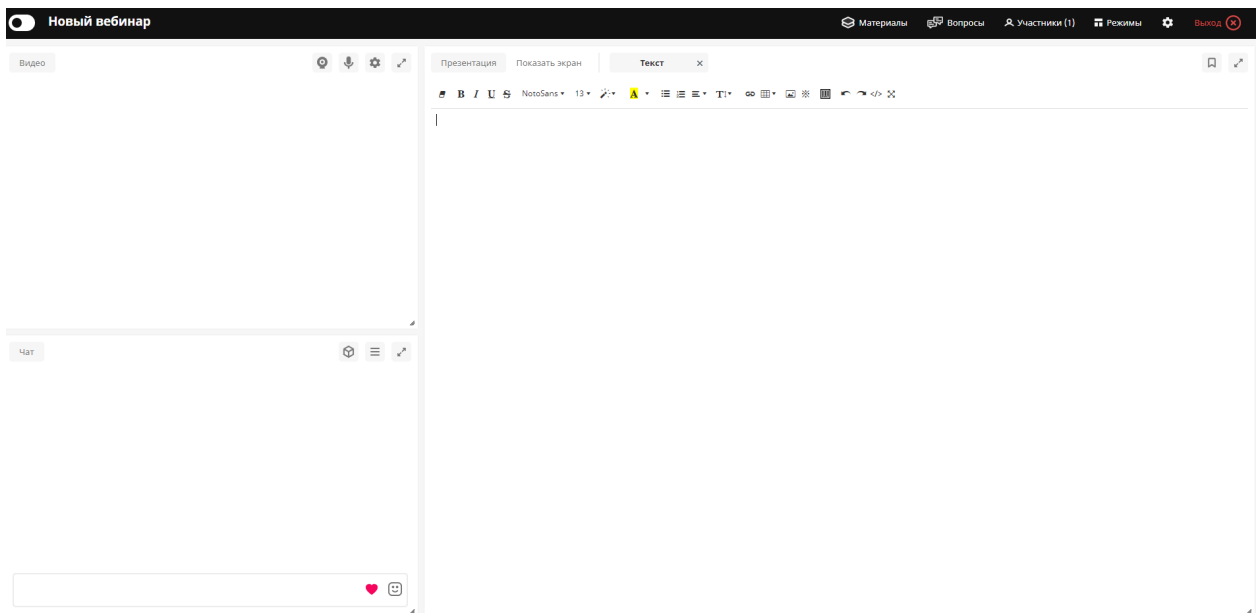 Новый вебинар
Материалы
Вопросы
Участники (1)
Режимы
Выход
Видео
Презентация
Показать экран
Текст
B I U S NotoSans 13 A T
Чат